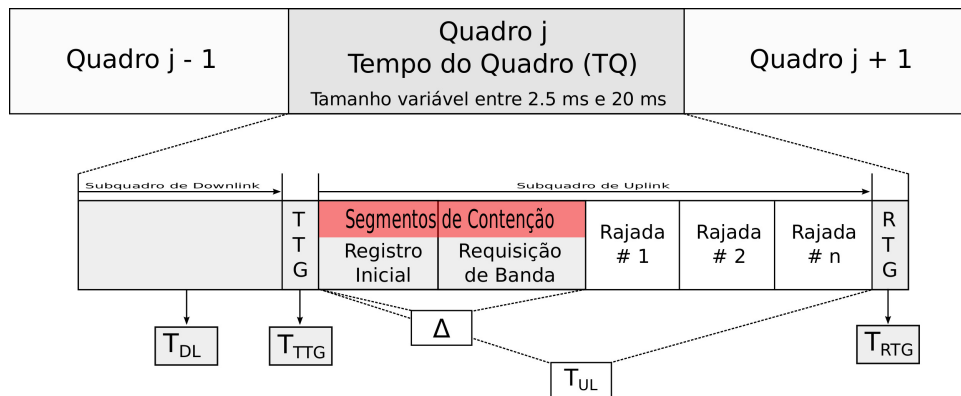 Quadro j - 1
Quadro j
Tempo do Quadro (TQ)
Tamanho variável entre 2.5 ms e 20 ms
Quadro j + 1
Subquadro de Downlink
Subquadro de Uplink
T
T
G
Segmentos de Contenção
Registro
Inicial
Requisição
de Banda
Rajada
# 1
Rajada
# 2
Rajada
# n
R
T
G
Δ
TDL
TTTG
TRTG
TUL